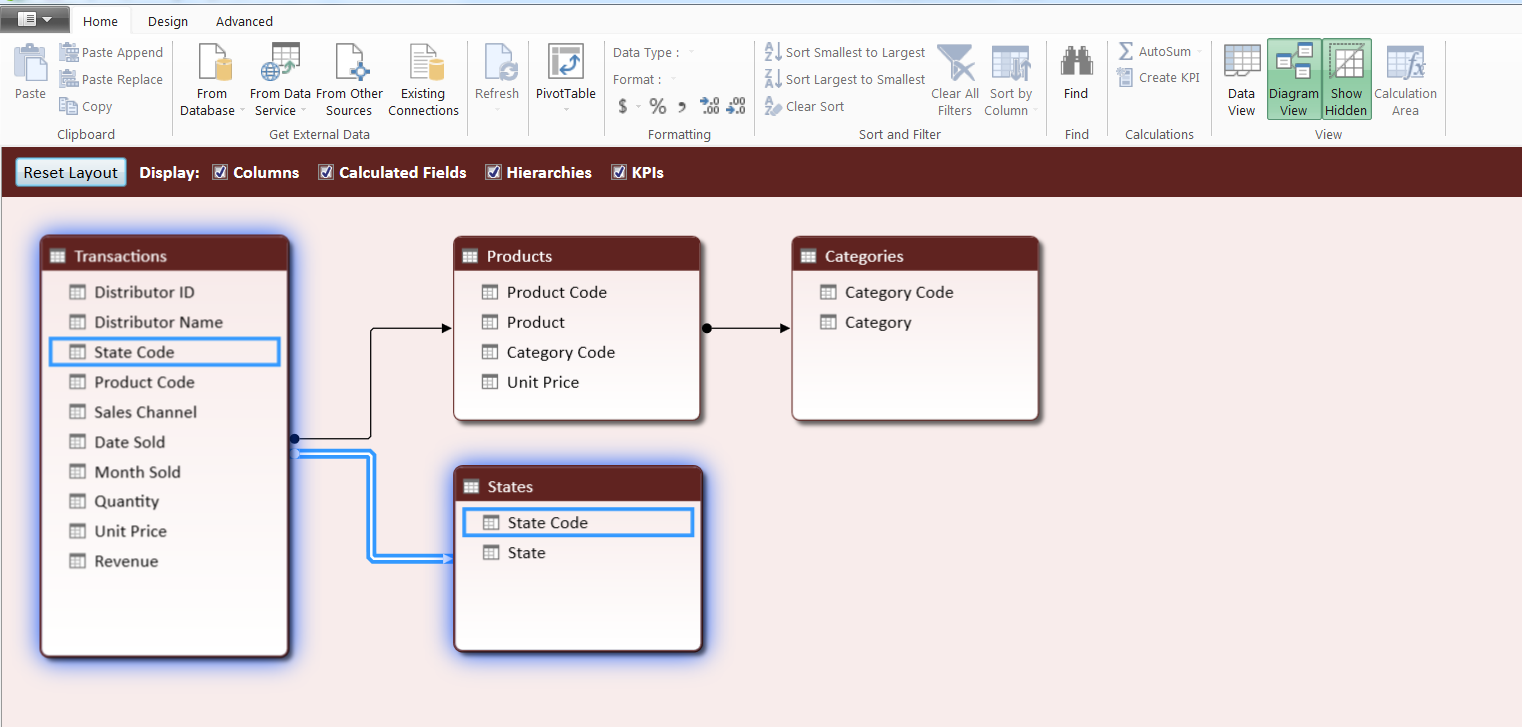 Home Design Advanced
Paste
Paste Append
Paste Replace
Copy
Clipboard
From Database
From Data Service
From Other Sources
Existing Connections
Get External Data
Refresh
PivotTable
Data Type :
Format :
$ % , .00 .00
Formatting
Sort Smallest to Largest
Sort Largest to Smallest
Clear Sort
Clear All Filters
Sort by Column
Sort and Filter
Find
Find
AutoSum
Create KPI
Calculations
Data View
Diagram View
Show Hidden
Calculation Area
View
Reset Layout Display: Columns Calculated Fields Hierarchies KPIs
Transactions
Distributor ID
Distributor Name
State Code
Product Code
Sales Channel
Date Sold
Month Sold
Quantity
Unit Price
Revenue
Products
Product Code
Product
Category Code
Unit Price
Categories
Category Code
Category
States
State Code
State